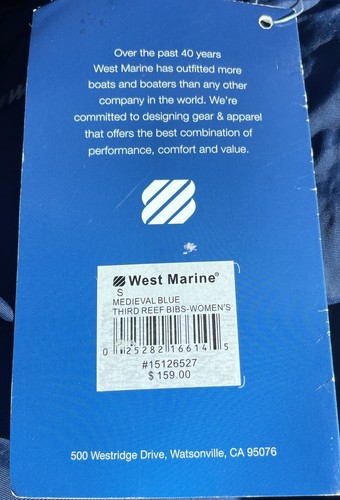 Over the past 40 years
West Marine has outfitted more
boats and boaters than any other
company in the world. We're
committed to designing gear & apparel
that offers the best combination of
performance, comfort and value.
West Marine®
S
MEDIEVAL BLUE
THIRD REEF BIBS-WOMEN'S
0 25282 16614 5
#15126527
$ 159.00
500 Westridge Drive, Watsonville, CA 95076